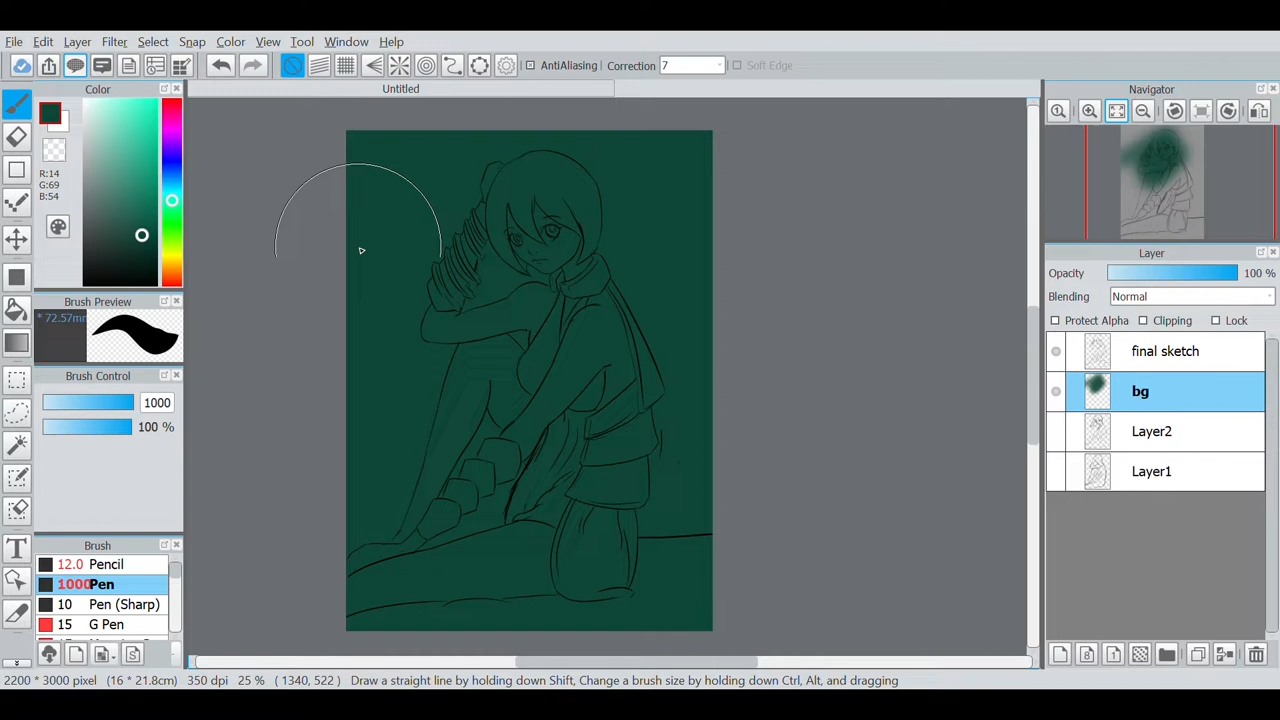 File Edit Layer Filter Select Snap Color View Tool Window Help
AntiAliasing Correction 7 Soft Edge
Color Untitled Navigator
R:14
G:69
B:54
Layer
Opacity 100 %
Blending Normal
Protect Alpha Clipping Lock
Brush Preview
* 72.57mm
final sketch
bg
Layer2
Layer1
Brush Control
1000
100 %
Brush
12.0 Pencil
1000 Pen
10 Pen (Sharp)
15 G Pen
2200 * 3000 pixel (16 * 21.8cm) 350 dpi 25 % ( 1340, 522 ) Draw a straight line by holding down Shift, Change a brush size by holding down Ctrl, Alt, and dragging